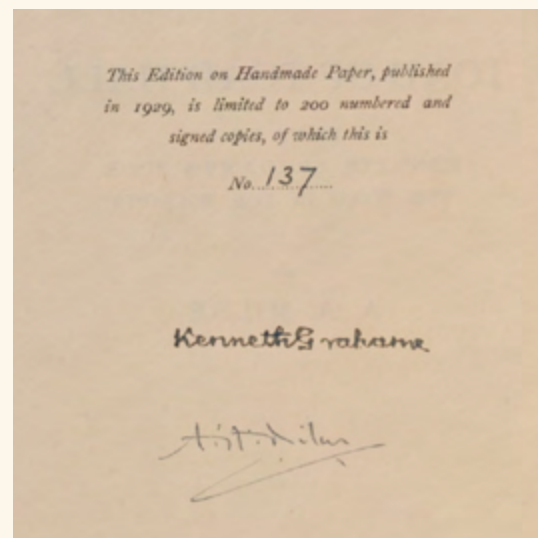 This Edition on Handmade Paper, published
in 1929, is limited to 200 numbered and
signed copies, of which this is
No. 137
Kenneth Grahame
A. A. Milne